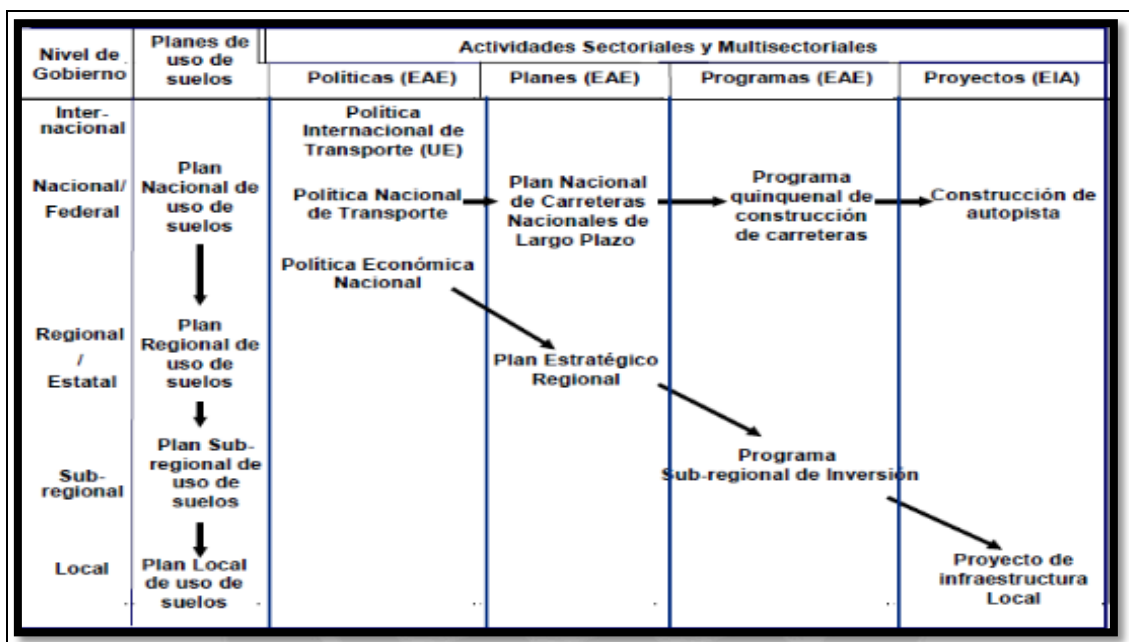 Nivel de
Gobierno
Planes de
uso de
suelos
Actividades Sectoriales y Multisectoriales
Políticas (EAE)
Planes (EAE)
Programas (EAE)
Proyectos (EIA)
Inter-
nacional
Política
Internacional de
Transporte (UE)
Nacional/
Federal
Plan
Nacional de
uso de
suelos
Política Nacional
de Transporte
Plan Nacional
de Carreteras
Nacionales de
Largo Plazo
Programa
quinquenal de
construcción
de carreteras
Construcción de
autopista
Política Económica
Nacional
Regional
/
Estatal
Plan
Regional de
uso de
suelos
Plan Estratégico
Regional
Sub-
regional
Plan Sub-
regional de
uso de
suelos
Programa
Sub-regional de Inversión
Local
Plan Local
de uso de
suelos
Proyecto de
infraestructura
Local